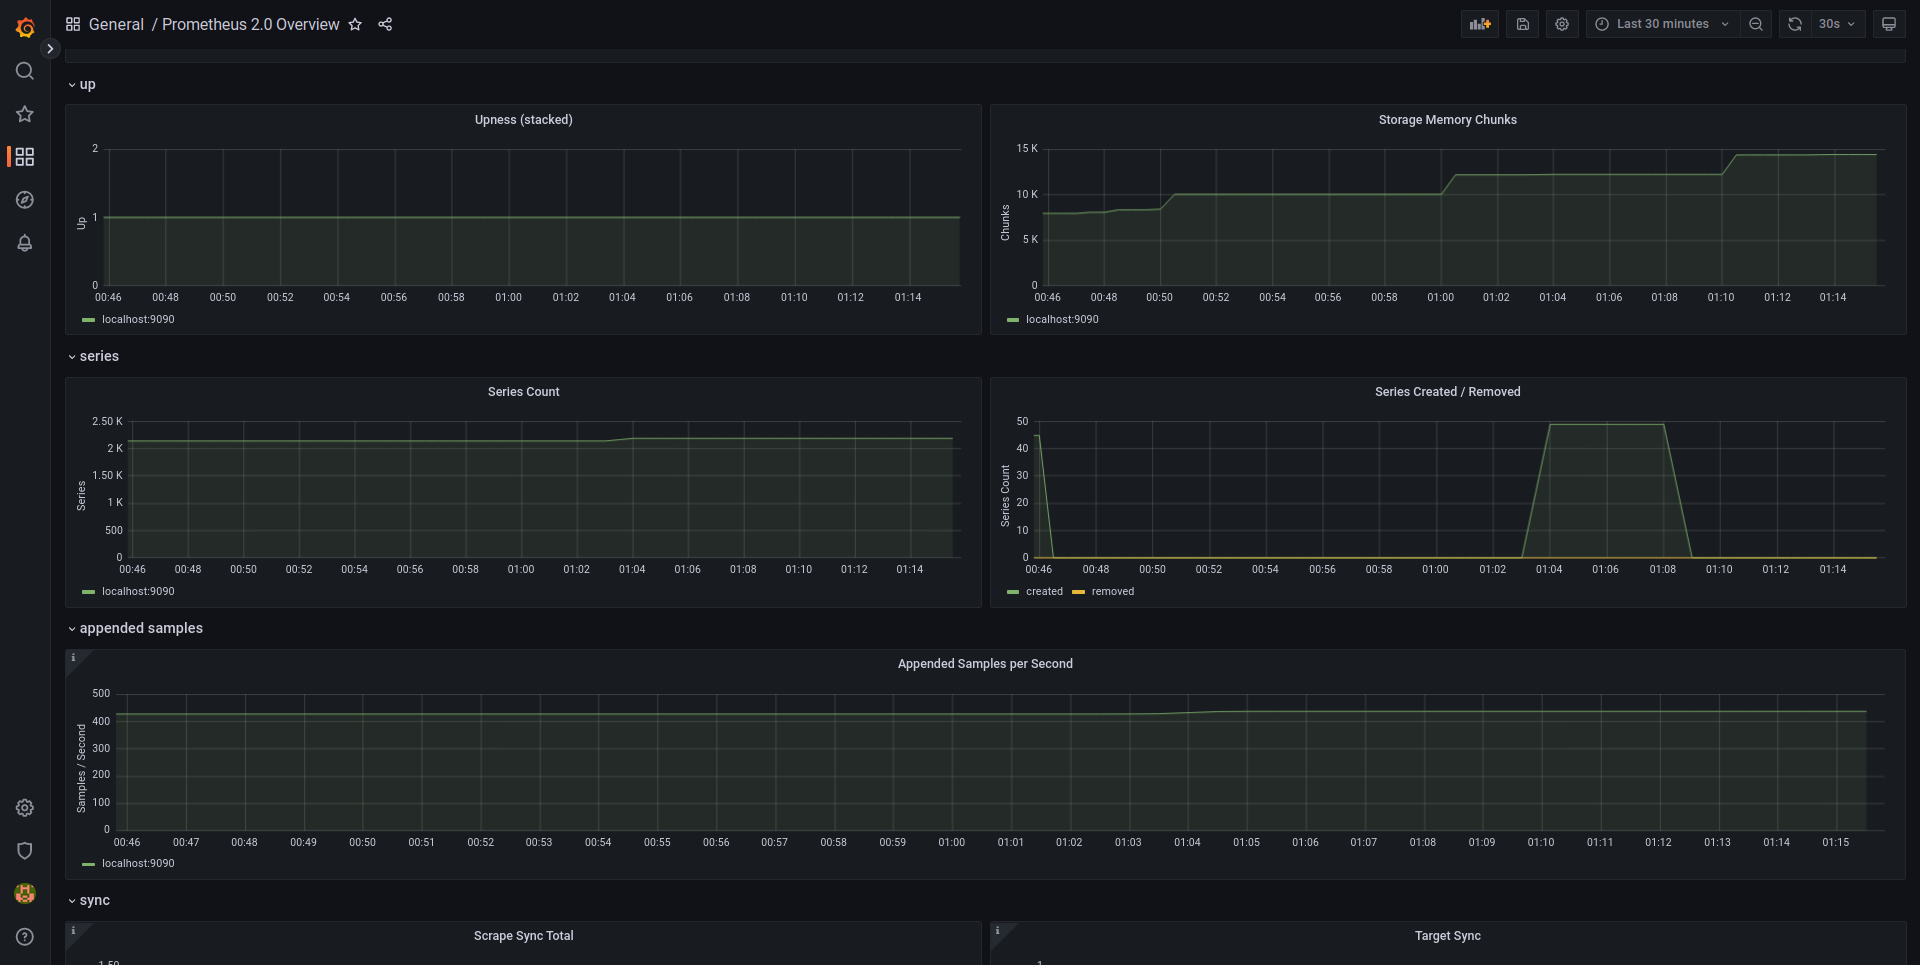 General / Prometheus 2.0 Overview
Last 30 minutes
30s
up
Upness (stacked)
2
1
0
Up
00:46 00:48 00:50 00:52 00:54 00:56 00:58 01:00 01:02 01:04 01:06 01:08 01:10 01:12 01:14
localhost:9090
Storage Memory Chunks
15 K
10 K
5 K
0
Chunks
00:46 00:48 00:50 00:52 00:54 00:56 00:58 01:00 01:02 01:04 01:06 01:08 01:10 01:12 01:14
localhost:9090
series
Series Count
2.50 K
2 K
1.50 K
1 K
500
0
Series
00:46 00:48 00:50 00:52 00:54 00:56 00:58 01:00 01:02 01:04 01:06 01:08 01:10 01:12 01:14
localhost:9090
Series Created / Removed
50
40
30
20
10
0
Series Count
00:46 00:48 00:50 00:52 00:54 00:56 00:58 01:00 01:02 01:04 01:06 01:08 01:10 01:12 01:14
created removed
appended samples
i
Appended Samples per Second
500
400
300
200
100
0
Samples / Second
00:46 00:47 00:48 00:49 00:50 00:51 00:52 00:53 00:54 00:55 00:56 00:57 00:58 00:59 01:00 01:01 01:02 01:03 01:04 01:05 01:06 01:07 01:08 01:09 01:10 01:11 01:12 01:13 01:14 01:15
localhost:9090
sync
i
Scrape Sync Total
1.50
i
Target Sync
1